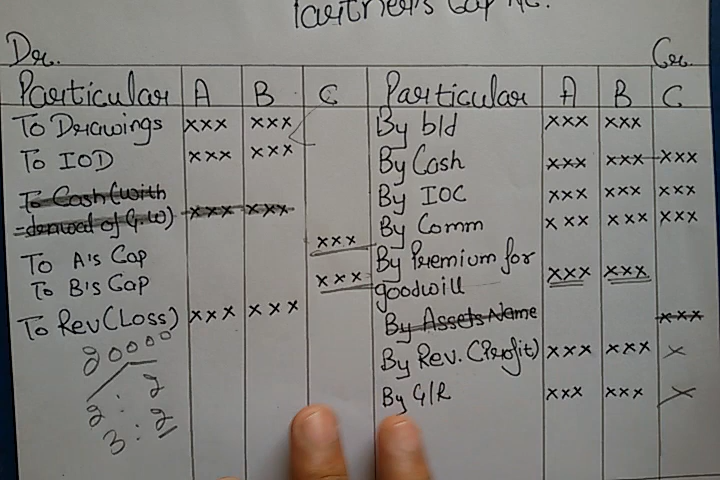 Partner's Cap A/c.
Dr. Cr.
Particular A B C Particular A B C
To Drawings xxx xxx By b/d xxx xxx
To IOD xxx xxx By Cash xxx xxx xxx
To Cash (with
=derawal of G.W) xxx xxx By IOC xxx xxx xxx
By Comm xxx xxx xxx
To A's Cap xxx By Premium for
To B's Cap xxx goodwill xxx xxx
To Rev (Loss) xxx xxx By Assets Name xxx
By Rev. (Profit) xxx xxx x
By G/R xxx xxx x
20000
2 : 2
3 : 2